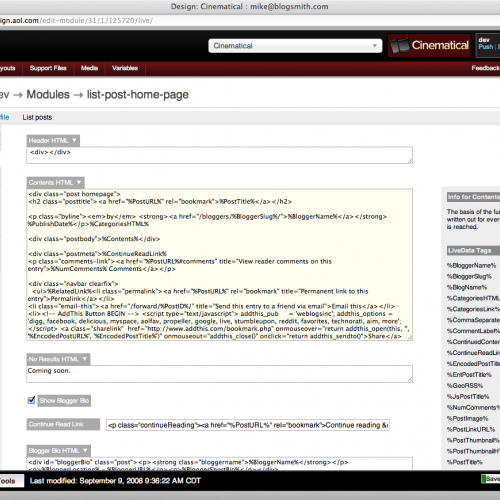 Design: Cinematical : mike@blogsmith.com
ign.aol.com/edit-module/31/1/125720/live/
Cinematical
Cinematical
dev
Push |
youts Support Files Media Variables Feedback
ev → Modules → list-post-home-page
file List posts
Header HTML
<div></div>
Contents HTML
<div class="post homepage">
<h2 class="posttitle"><a href="%PostURL%" rel="bookmark">%PostTitle%</a></h2>
<p class="byline"><em>by</em> <strong><a href="/bloggers/%BloggerSlug%/">%BloggerName%</a></strong>
%PublishDate%</p>%CategoriesHTML%
<div class="postbody">%Contents%</div>
<div class="postmeta">%ContinueReadLink%
<p class="comments-link"><a href="%PostURL%#comments" title="View reader comments on this
entry">%NumComments% Comments</a></p>
<div class="navbar clearfix">
<ul>%RelatedLink%<li class="permalink"><a href="%PostURL%" rel="bookmark" title="Permanent link to this
entry">Permalink</a></li>
<li class="email-this"><a href="/forward/%PostID%/" title="Send this entry to a friend via email">Email this</a></li>
<li><!-- AddThis Button BEGIN --> <script type="text/javascript"> addthis_pub = 'weblogsinc'; addthis_options =
'digg, facebook, delicious, myspace, aolfav, propeller, google, live, stumbleupon, reddit, favorites, technorati, aim, more';
</script> <a class="sharelink" href="http://www.addthis.com/bookmark.php" onmouseover="return addthis_open(this, '',
'%EncodedPostURL%', '%EncodedPostTitle%')" onmouseout="addthis_close()" onclick="return addthis_sendto()">Share</a>
No Results HTML
Coming soon.
Show Blogger Bio
Continue Read Link
<p class="continueReading"><a href="%PostURL%" rel="bookmark">Continue reading &
Blogger Bio HTML
<div id="bloggerBio" class="post"><p><strong class="bloggername">%BloggerName%</strong></p>
Info for Contents
The basis of the
written out for every
is reached.
LiveData Tags
%BloggerName%
%BloggerSlug%
%BlogName%
%CategoriesHTML
%CategoriesLink%
%CommaSeparate
%CommentLabel%
%ContinuedContent
%ContinueReadLin
%EncodedPostTitle
%EntPostTitle%
%GeoRSS%
%JsPostTitle%
%NumComments%
%PostImage%
%PostLinkURL%
%PostThumbnail%
%PostThumbnailH
%PostTitle%
Tools Last modified: September 9, 2008 9:36:22 AM CDT
Save